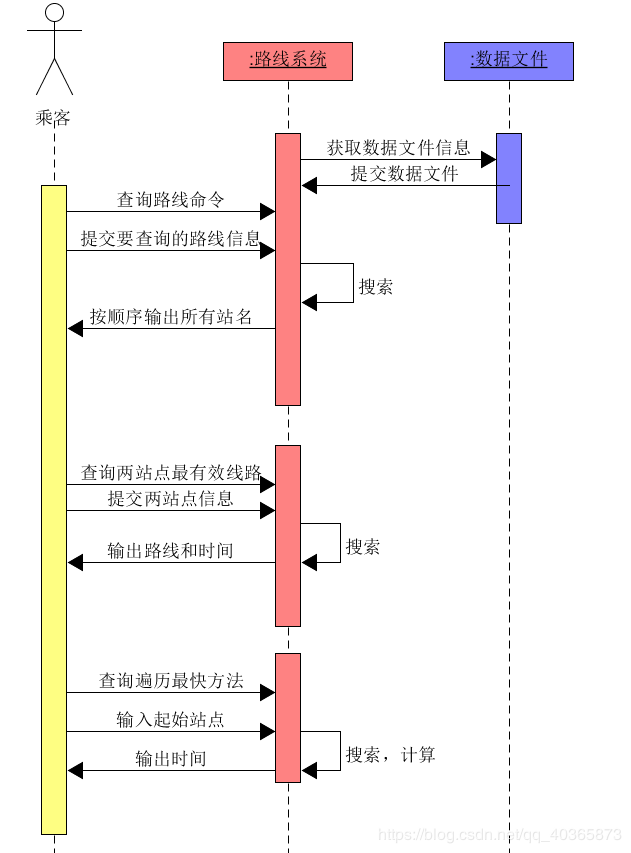 :路线系统
:数据文件
乘客
获取数据文件信息
提交数据文件
查询路线命令
提交要查询的路线信息
搜索
按顺序输出所有站名
查询两站点最有效线路
提交两站点信息
搜索
输出路线和时间
查询遍历最快方法
输入起始站点
搜索，计算
输出时间
https://blog.csdn.net/qq_40365873